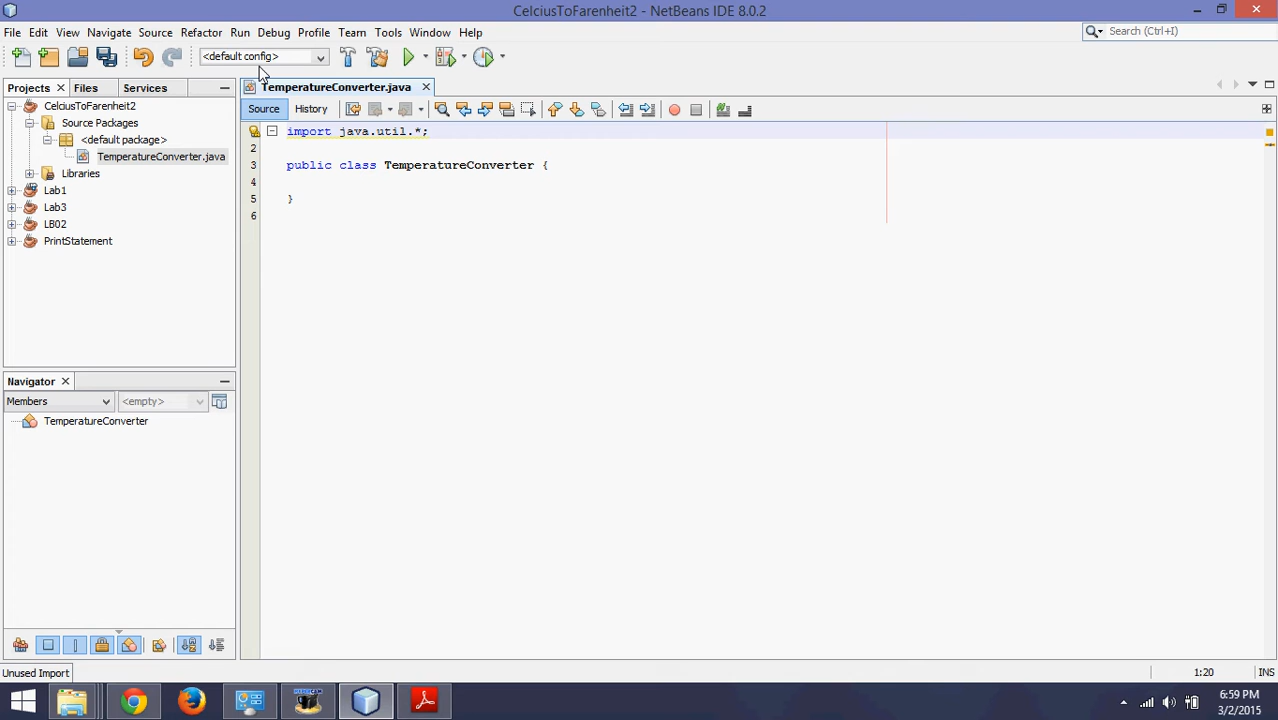 CelciusToFarenheit2 - NetBeans IDE 8.0.2
File Edit View Navigate Source Refactor Run Debug Profile Team Tools Window Help
Search (Ctrl+I)
<default config>
Projects Files Services
TemperatureConverter.java
Source History
CelciusToFarenheit2
Source Packages
<default package>
TemperatureConverter.java
Libraries
Lab1
Lab3
LB02
PrintStatement
import java.util.*;
2
3 public class TemperatureConverter {
4
5 }
6
Navigator
Members <empty>
TemperatureConverter
Unused Import
1:20 INS
6:59 PM
3/2/2015